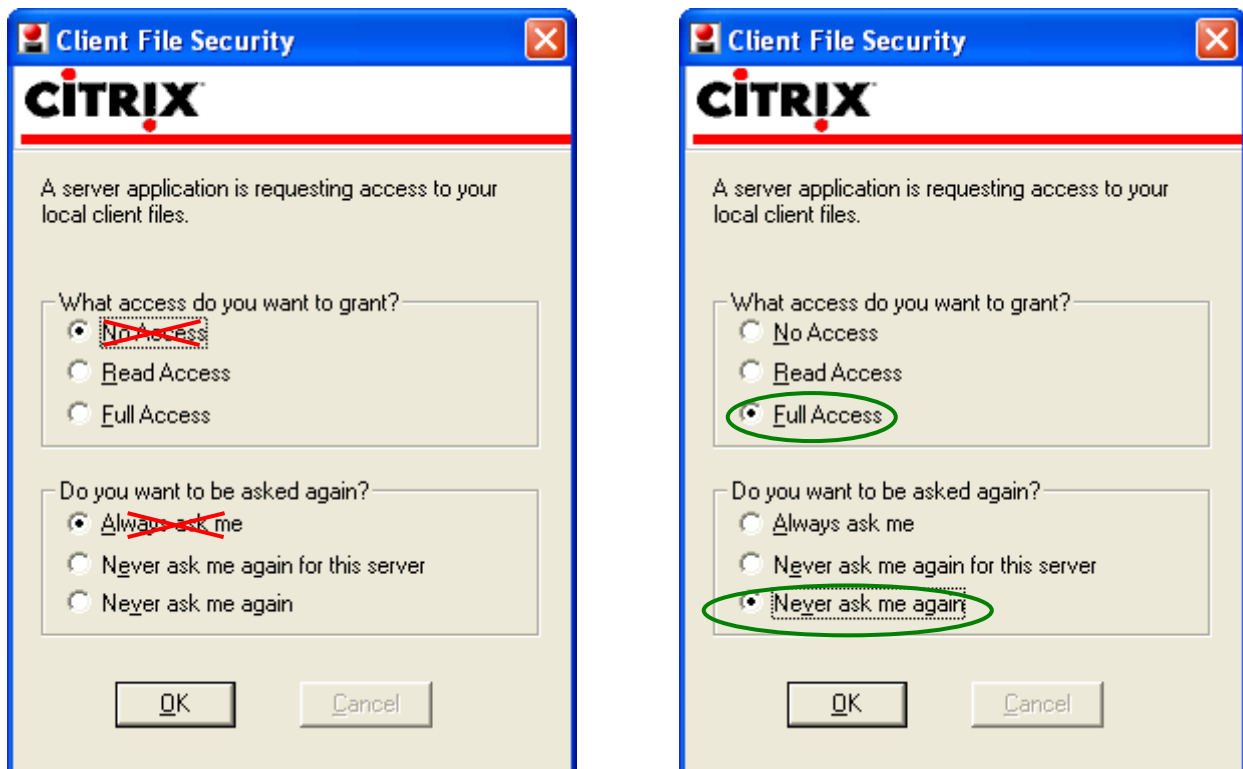 Client File Security
CİTRIX
A server application is requesting access to your
local client files.
What access do you want to grant?
No Access
Read Access
Full Access
Do you want to be asked again?
Always ask me
Never ask me again for this server
Never ask me again
OK
Cancel
Client File Security
CİTRIX
A server application is requesting access to your
local client files.
What access do you want to grant?
No Access
Read Access
Full Access
Do you want to be asked again?
Always ask me
Never ask me again for this server
Never ask me again
OK
Cancel